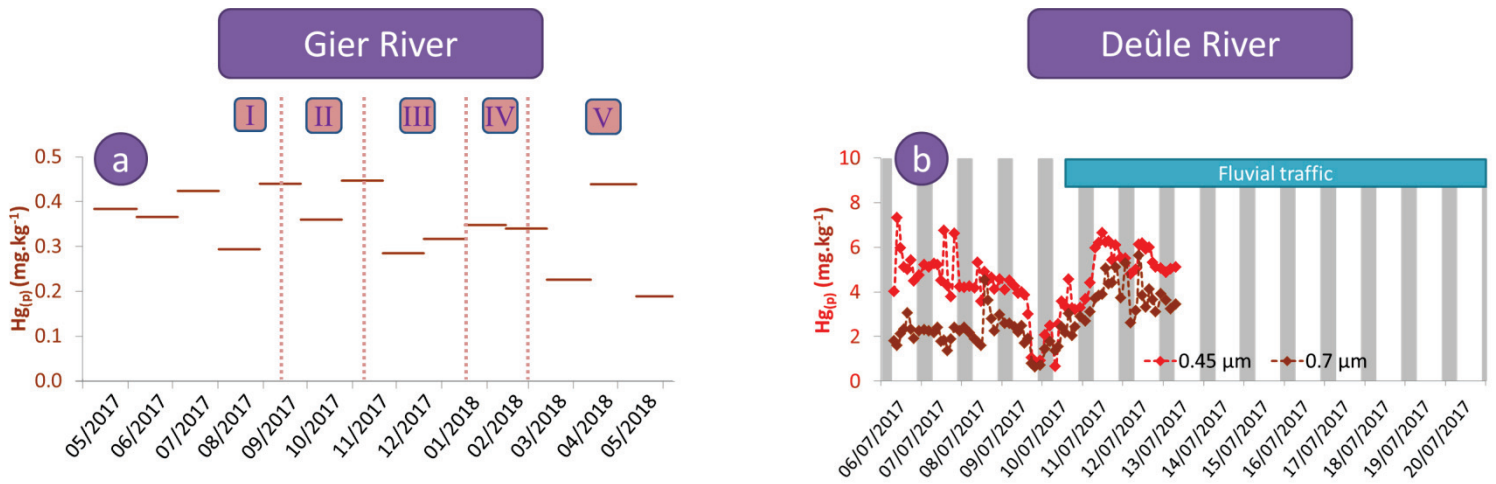 Gier River
Deûle River
I
II
III
IV
V
a
Hg(p) (mg.kg⁻¹)
0.5
0.4
0.3
0.2
0.1
0.0
05/2017
06/2017
07/2017
08/2017
09/2017
10/2017
11/2017
12/2017
01/2018
02/2018
03/2018
04/2018
05/2018
b
Fluvial traffic
Hg(p) (mg.kg⁻¹)
10
8
6
4
2
0
0.45 µm
0.7 µm
06/07/2017
07/07/2017
08/07/2017
09/07/2017
10/07/2017
11/07/2017
12/07/2017
13/07/2017
14/07/2017
15/07/2017
16/07/2017
17/07/2017
18/07/2017
19/07/2017
20/07/2017